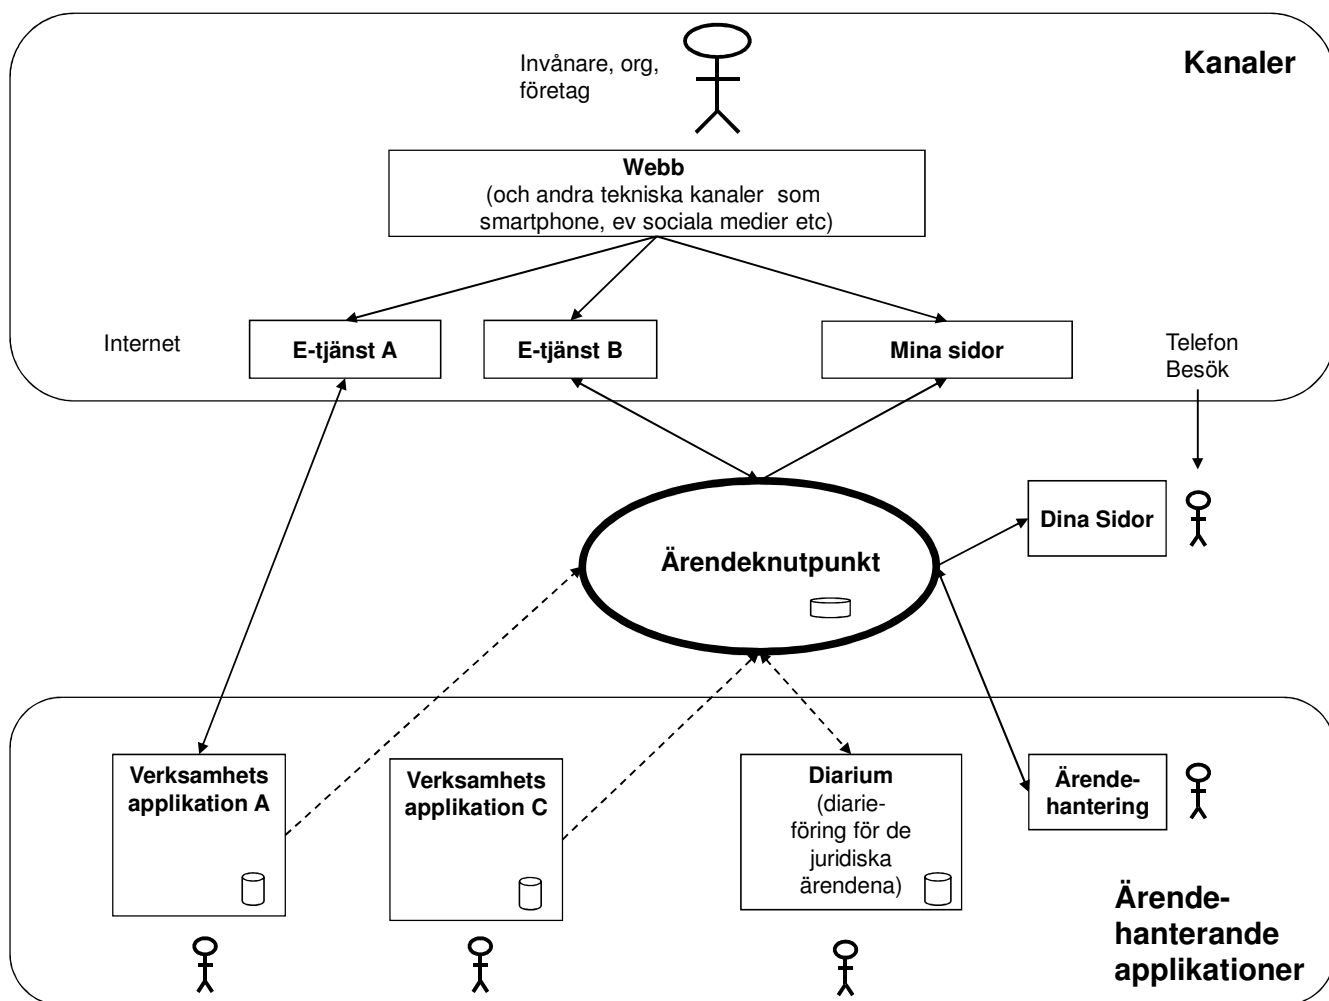 Kanaler
Invånare, org,
företag
Webb
(och andra tekniska kanaler som
smartphone, ev sociala medier etc)
Internet
E-tjänst A
E-tjänst B
Mina sidor
Telefon
Besök
Dina Sidor
Ärendeknutpunkt
Verksamhets
applikation A
Verksamhets
applikation C
Diarium
(diarie-
föring för de
juridiska
ärendena)
Ärende-
hantering
Ärende-
hanterande
applikationer